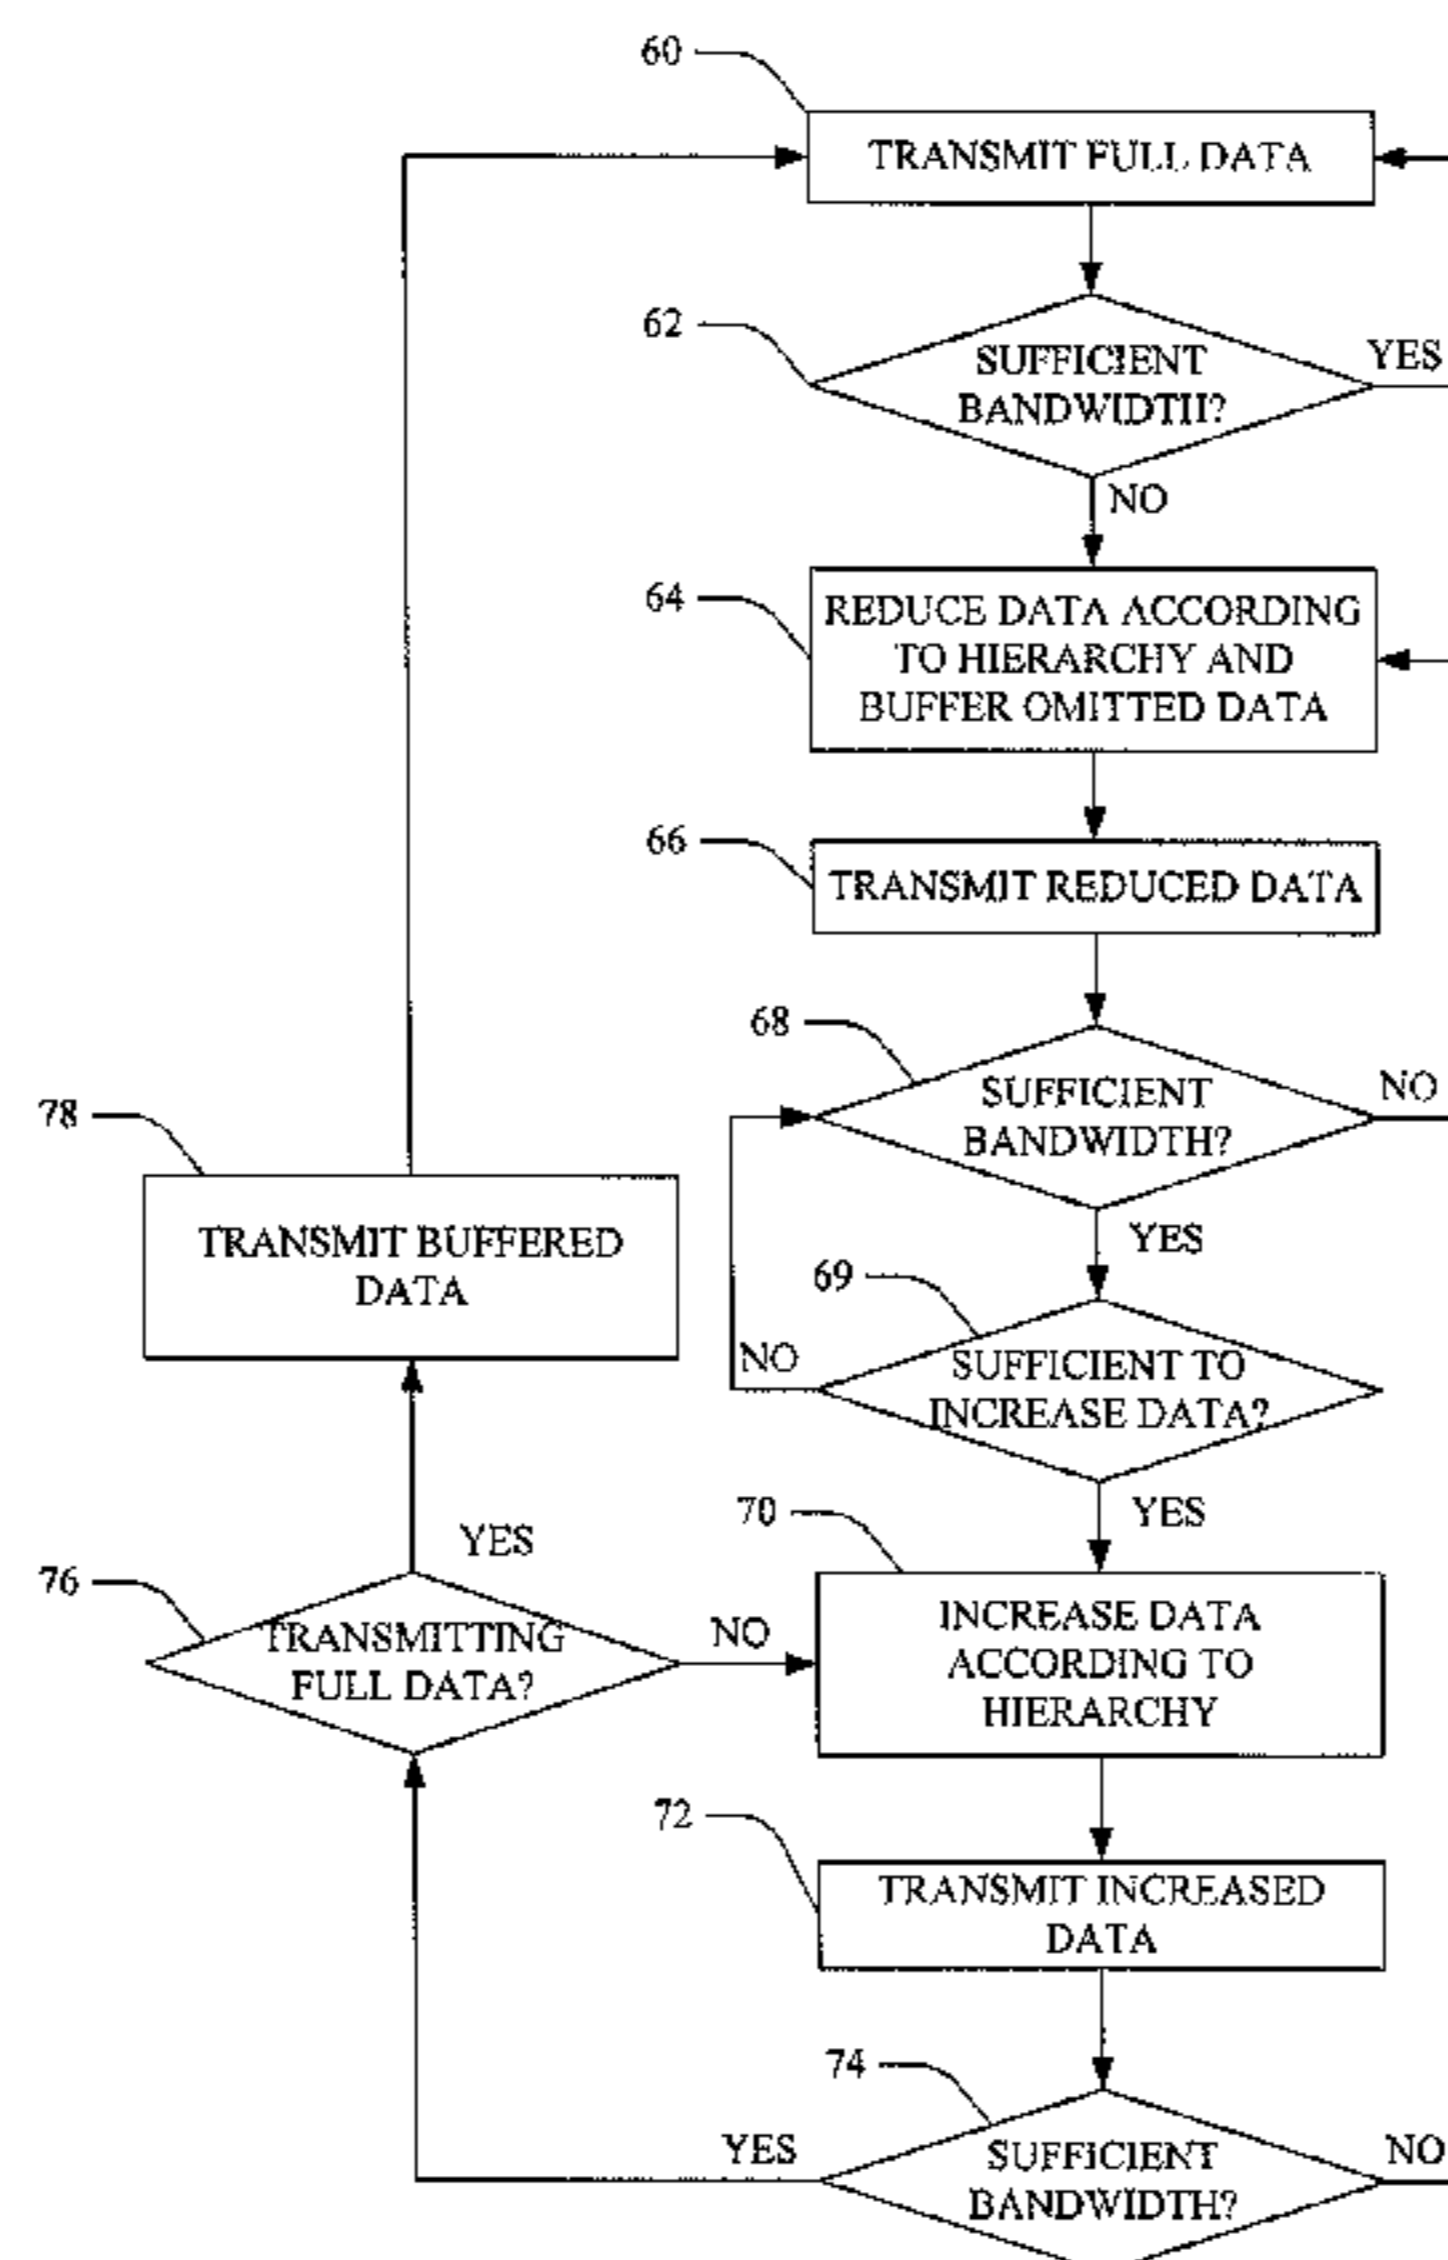 60
TRANSMIT FULL DATA
62
SUFFICIENT
BANDWIDTH?
YES
NO
64
REDUCE DATA ACCORDING
TO HIERARCHY AND
BUFFER OMITTED DATA
66
TRANSMIT REDUCED DATA
68
SUFFICIENT
BANDWIDTH?
NO
YES
78
TRANSMIT BUFFERED
DATA
69
SUFFICIENT TO
INCREASE DATA?
NO
YES
70
INCREASE DATA
ACCORDING TO
HIERARCHY
YES
76
TRANSMITTING
FULL DATA?
NO
72
TRANSMIT INCREASED
DATA
74
SUFFICIENT
BANDWIDTH?
YES
NO